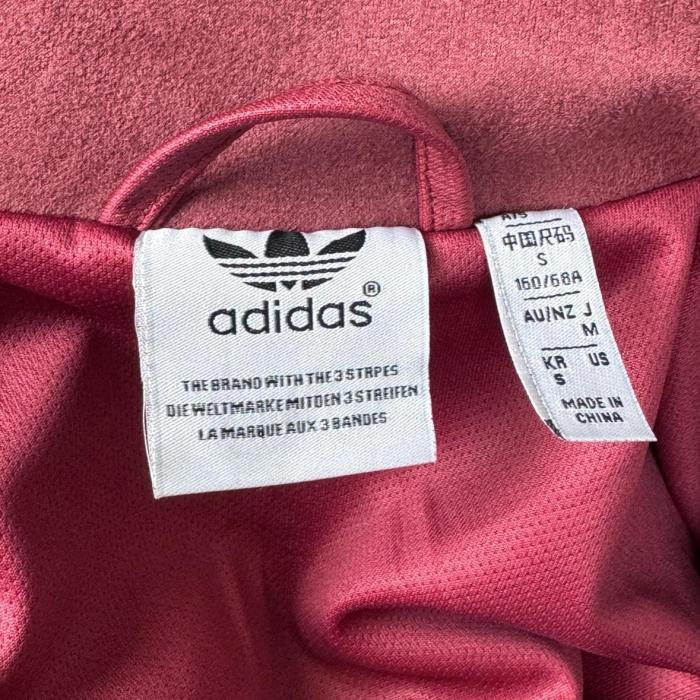 adidas®
THE BRAND WITH THE 3 STRPES
DIE WELTMARKE MIT DEN 3 STREIFEN
LA MARQUE AUX 3 BANDES
中国尺码
S
160/68A
AU/NZ J
M
KR US
S
MADE IN
CHINA